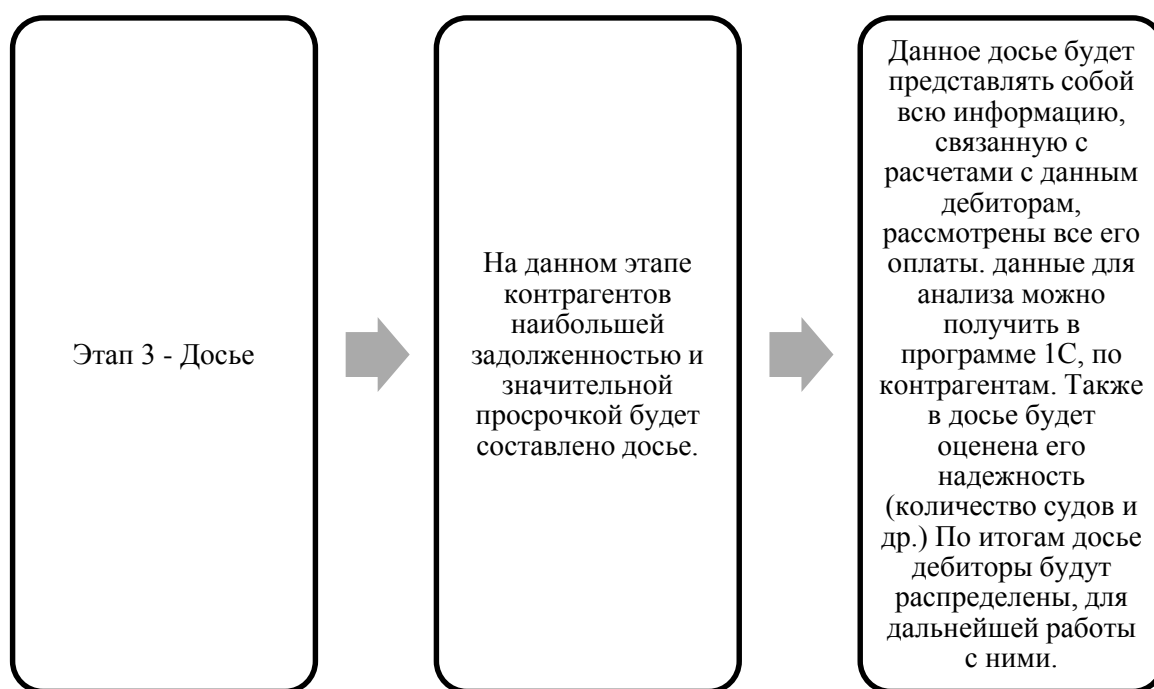 Этап 3 - Досье
На данном этапе
контрагентов
наибольшей
задолженностью и
значительной
просрочкой будет
составлено досье.
Данное досье будет
представлять собой
всю информацию,
связанную с
расчетами с данным
дебиторам,
рассмотрены все его
оплаты. данные для
анализа можно
получить в
программе 1С, по
контрагентам. Также
в досье будет
оценена его
надежность
(количество судов и
др.) По итогам досье
дебиторы будут
распределены, для
дальнейшей работы
с ними.